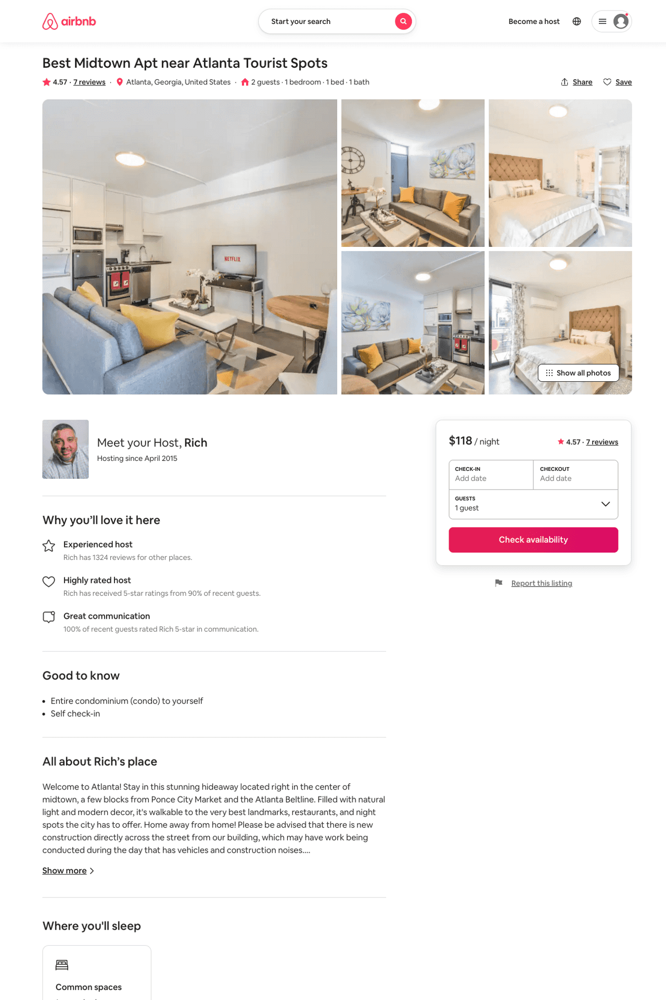 airbnb
Start your search
Become a host
Best Midtown Apt near Atlanta Tourist Spots
4.57 · 7 reviews · Atlanta, Georgia, United States · 2 guests · 1 bedroom · 1 bed · 1 bath
Share
Save
NETFLIX
Show all photos
Meet your Host, Rich
Hosting since April 2015
$118 / night
4.57 · 7 reviews
CHECK-IN
Add date
CHECKOUT
Add date
GUESTS
1 guest
Check availability
Report this listing
Why you’ll love it here
Experienced host
Rich has 1324 reviews for other places.
Highly rated host
Rich has received 5-star ratings from 90% of recent guests.
Great communication
100% of recent guests rated Rich 5-star in communication.
Good to know
• Entire condominium (condo) to yourself
• Self check-in
All about Rich’s place
Welcome to Atlanta! Stay in this stunning hideaway located right in the center of
midtown, a few blocks from Ponce City Market and the Atlanta Beltline. Filled with natural
light and modern decor, it's walkable to the very best landmarks, restaurants, and night
spots the city has to offer. Home away from home! Please be advised that there is new
construction directly across the street from our building, which may have work being
conducted during the day that has vehicles and construction noises....
Show more
Where you'll sleep
Common spaces